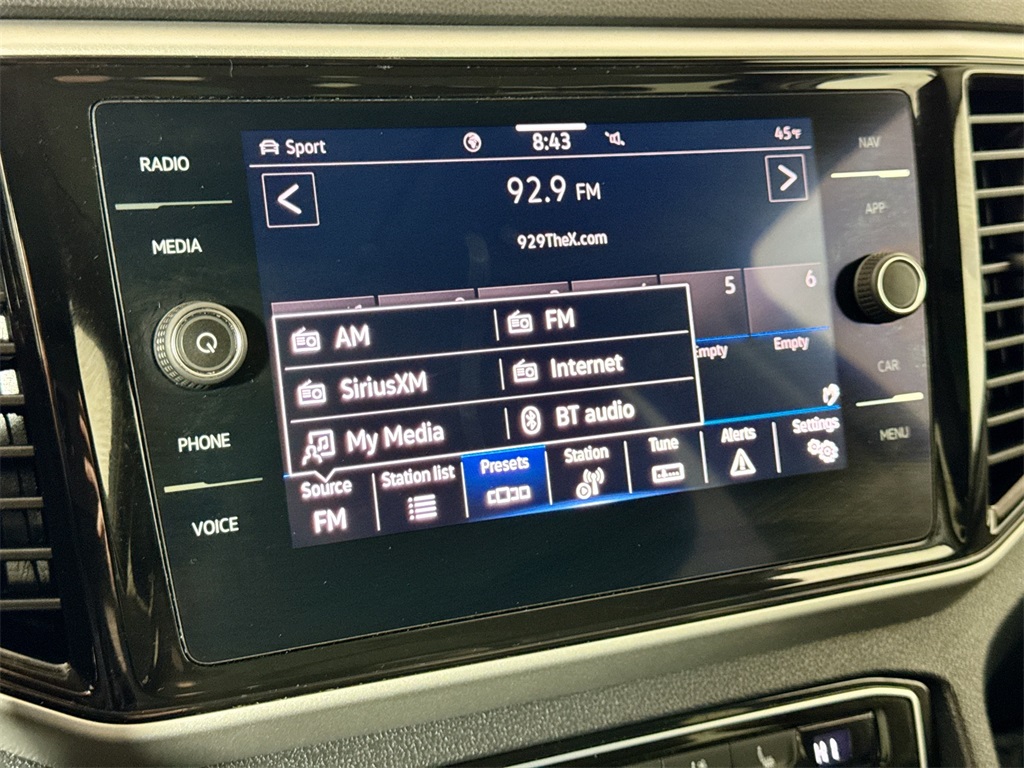 RADIO
MEDIA
PHONE
VOICE
Sport
8:43
45°F
<
92.9 FM
>
929TheX.com
5
6
Empty
Empty
AM
FM
SiriusXM
Internet
My Media
BT audio
Source
FM
Station list
Presets
Station
Tune
Alerts
Settings
NAV
APP
CAR
MENU
HI